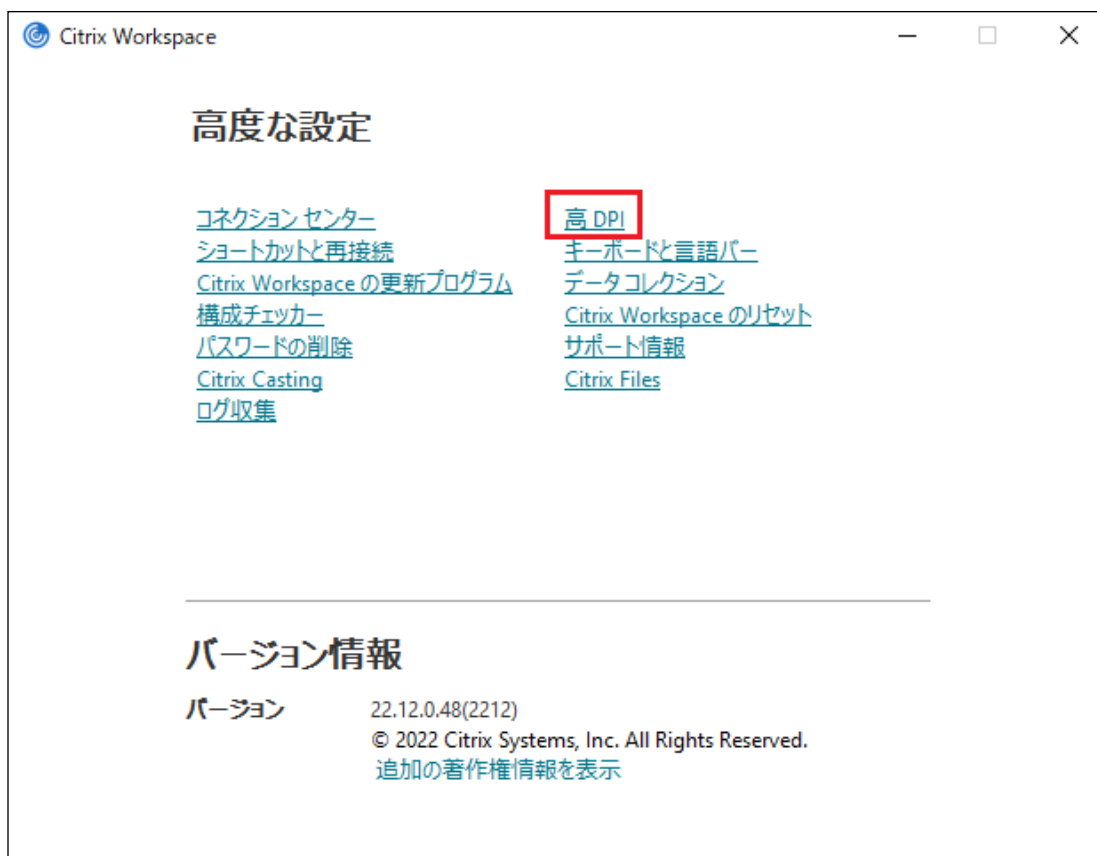 Citrix Workspace
高度な設定
コネクション センター
ショートカットと再接続
Citrix Workspace の更新プログラム
構成チェッカー
パスワードの削除
Citrix Casting
ログ収集
高 DPI
キーボードと言語バー
データ コレクション
Citrix Workspace のリセット
サポート情報
Citrix Files
バージョン情報
バージョン 22.12.0.48(2212)
© 2022 Citrix Systems, Inc. All Rights Reserved.
追加の著作権情報を表示